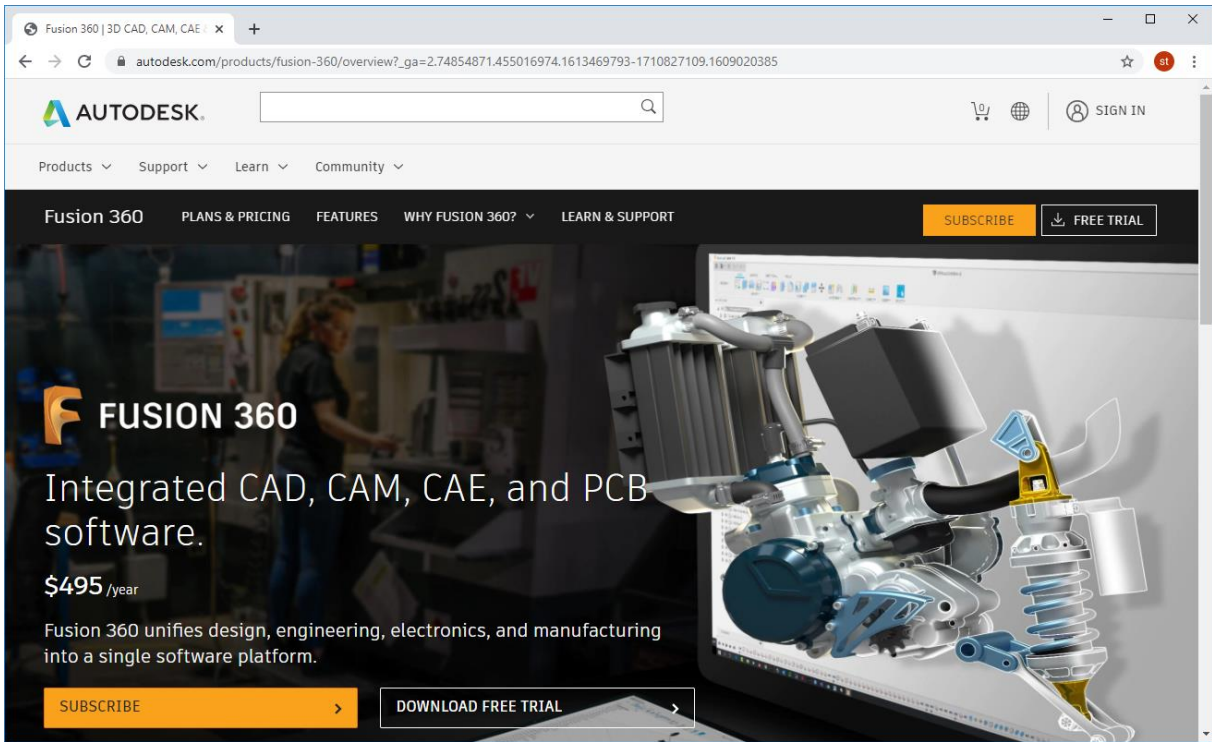 Fusion 360 | 3D CAD, CAM, CAE
autodesk.com/products/fusion-360/overview?_ga=2.74854871.455016974.1613469793-1710827109.1609020385
st
AUTODESK.
0
SIGN IN
Products Support Learn Community
Fusion 360 PLANS & PRICING FEATURES WHY FUSION 360? LEARN & SUPPORT SUBSCRIBE FREE TRIAL
FUSION 360
Integrated CAD, CAM, CAE, and PCB
software.
$495 /year
Fusion 360 unifies design, engineering, electronics, and manufacturing
into a single software platform.
SUBSCRIBE DOWNLOAD FREE TRIAL